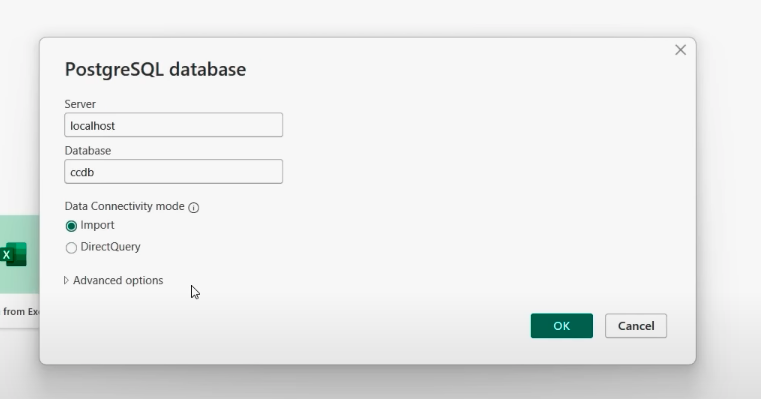 PostgreSQL database
Server
localhost
Database
ccdb
Data Connectivity mode
Import
DirectQuery
Advanced options
X
from Ex
OK
Cancel